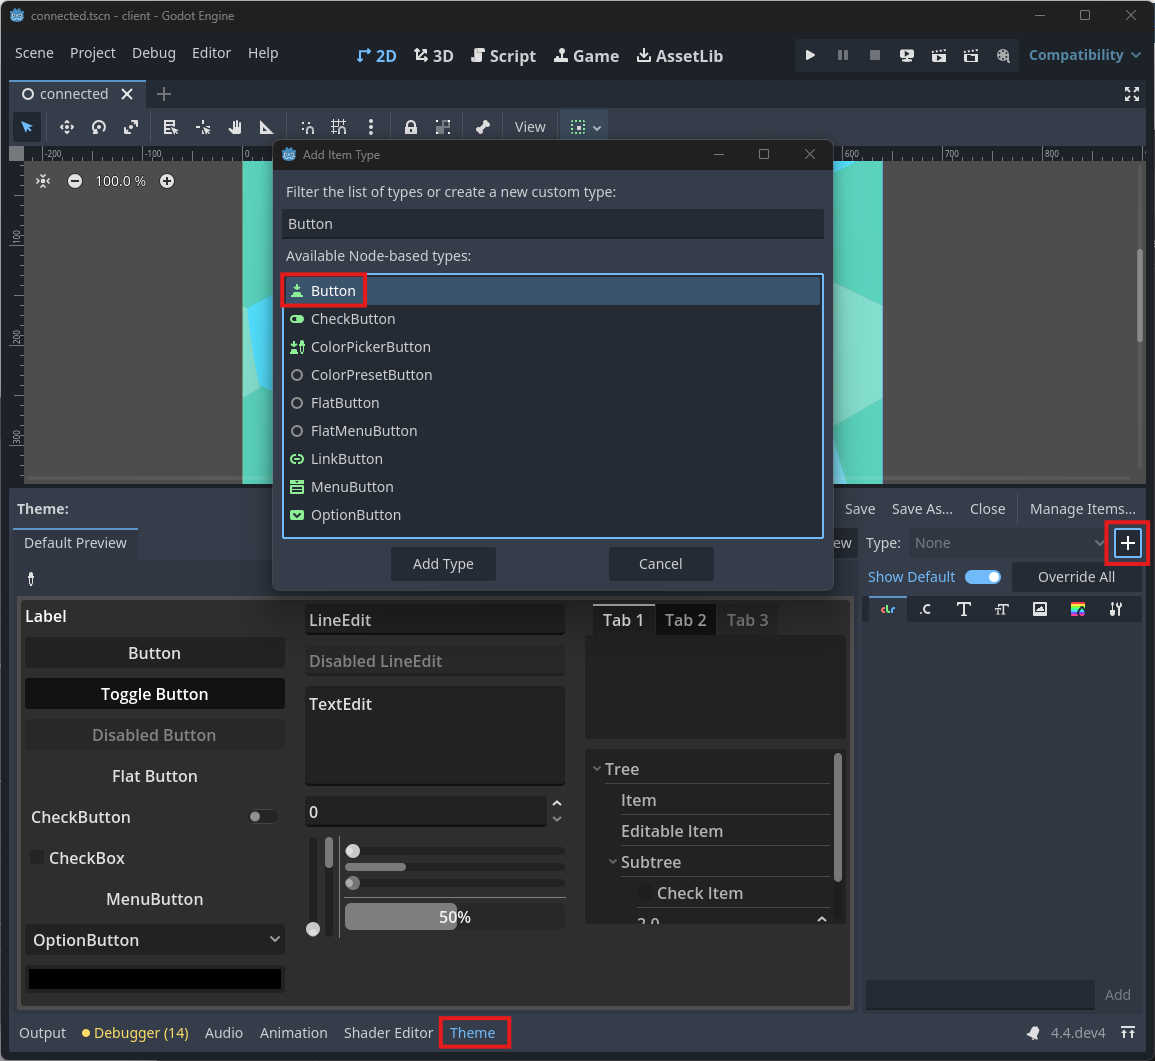 connected.tscn - client - Godot Engine
Scene Project Debug Editor Help 2D 3D Script Game AssetLib Compatibility
connected
View
-200 -100 0 600 700 800
Add Item Type
100.0 %
Filter the list of types or create a new custom type:
Button
100
Available Node-based types:
Button
CheckButton
200
ColorPickerButton
ColorPresetButton
FlatButton
FlatMenuButton
300
LinkButton
MenuButton
OptionButton
Theme: Save Save As... Close Manage Items...
Default Preview ew Type: None
Add Type Cancel
Show Default Override All
clr .C T TT
Label LineEdit Tab 1 Tab 2 Tab 3
Button
Disabled LineEdit
Toggle Button
TextEdit
Disabled Button
Flat Button Tree
Item
CheckButton 0
Editable Item
CheckBox Subtree
MenuButton Check Item
50% 2.0
OptionButton
Add
Output Debugger (14) Audio Animation Shader Editor Theme 4.4.dev4